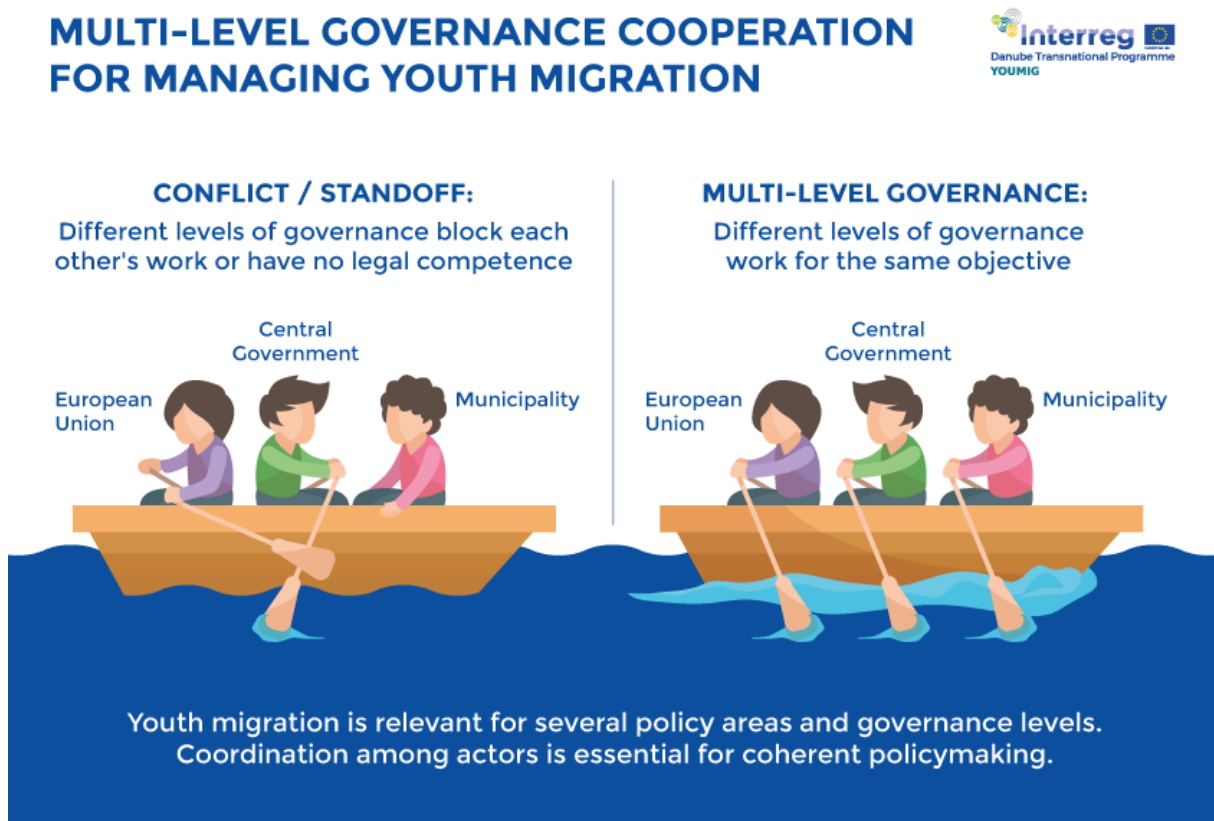 MULTI-LEVEL GOVERNANCE COOPERATION
FOR MANAGING YOUTH MIGRATION
Interreg
Danube Transnational Programme
YOUMIG
CONFLICT / STANDOFF:
Different levels of governance block each
other's work or have no legal competence
Central
Government
European
Union
Municipality
MULTI-LEVEL GOVERNANCE:
Different levels of governance
work for the same objective
Central
Government
European
Union
Municipality
Youth migration is relevant for several policy areas and governance levels.
Coordination among actors is essential for coherent policymaking.